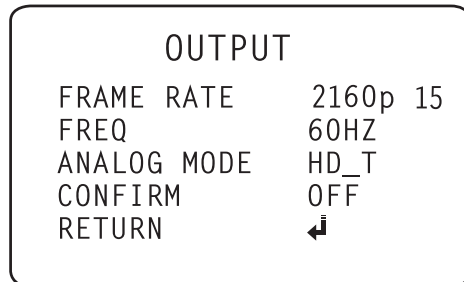 OUTPUT
FRAME RATE 2160p 15
FREQ 60HZ
ANALOG MODE HD_T
CONFIRM OFF
RETURN ↲